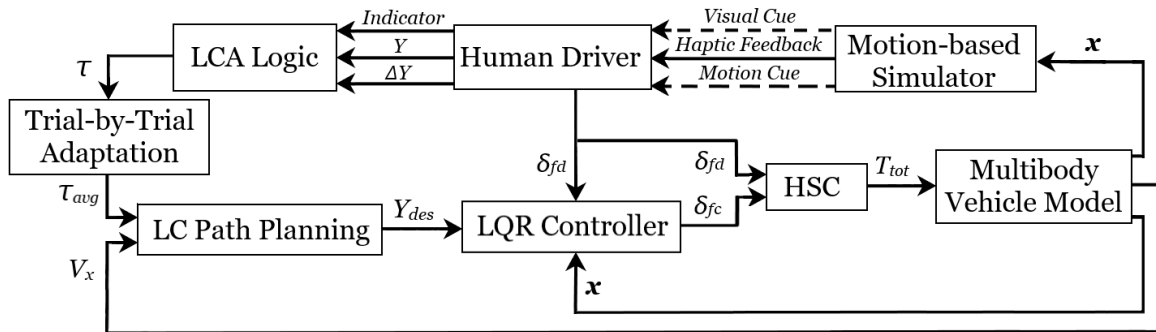 Indicator
Y
ΔY
LCA Logic
Human Driver
Visual Cue
Haptic Feedback
Motion Cue
Motion-based
Simulator
x
τ
Trial-by-Trial
Adaptation
τavg
Vx
LC Path Planning
Ydes
δfd
LQR Controller
x
δfd
δfc
HSC
Ttot
Multibody
Vehicle Model